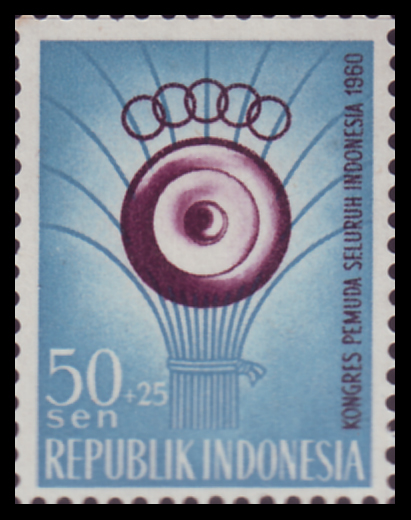 KONGRES PEMUDA SELURUH INDONESIA 1960
50+25
sen
REPUBLIK INDONESIA